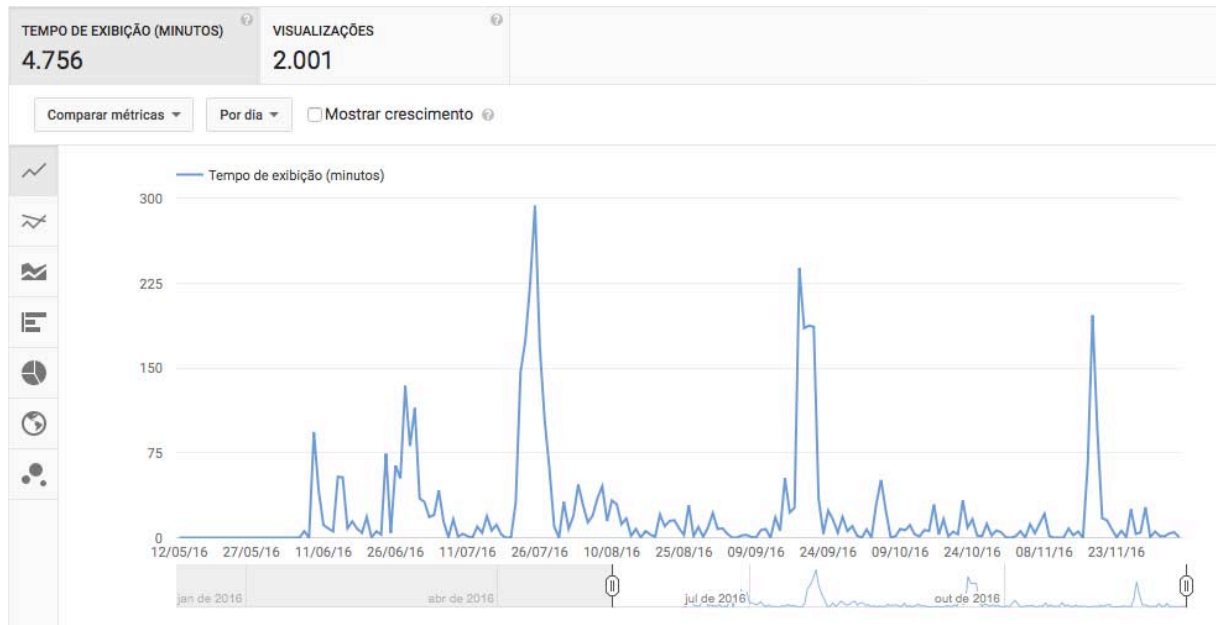 TEMPO DE EXIBIÇÃO (MINUTOS) ?
VISUALIZAÇÕES ?
4.756
2.001
Comparar métricas
Por dia
Mostrar crescimento ?
Tempo de exibição (minutos)
300
225
150
75
0
12/05/16 27/05/16 11/06/16 26/06/16 11/07/16 26/07/16 10/08/16 25/08/16 09/09/16 24/09/16 09/10/16 24/10/16 08/11/16 23/11/16
jan de 2016 abr de 2016 jul de 2016 out de 2016